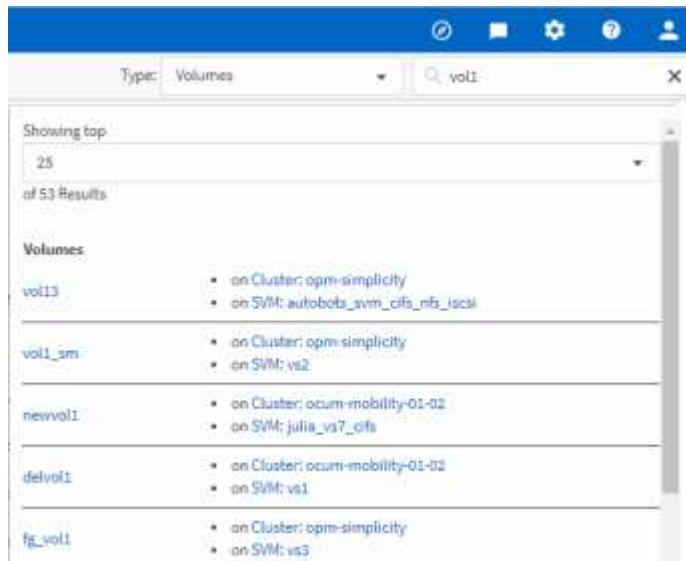 Type: Volumes vol1
Showing top
25
of 53 Results
Volumes
vol13
on Cluster: opm-simplicity
on SVM: autobots_svm_cifs_nfs_iscsi
vol1_sm
on Cluster: opm-simplicity
on SVM: vs2
newvol1
on Cluster: ocum-mobility-01-02
on SVM: julia_vs7_cifs
delvol1
on Cluster: ocum-mobility-01-02
on SVM: vs1
fg_vol1
on Cluster: opm-simplicity
on SVM: vs3